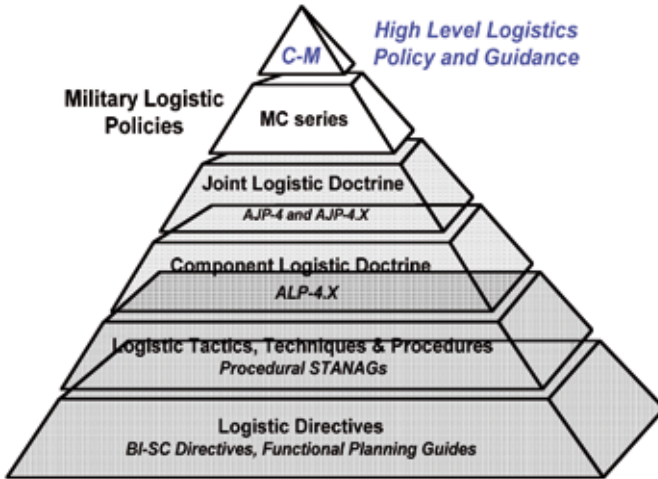 C-M
High Level Logistics
Policy and Guidance
Military Logistic
Policies
MC series
Joint Logistic Doctrine
AJP-4 and AJP-4.X
Component Logistic Doctrine
ALP-4.X
Logistic Tactics, Techniques & Procedures
Procedural STANAGs
Logistic Directives
BI-SC Directives, Functional Planning Guides